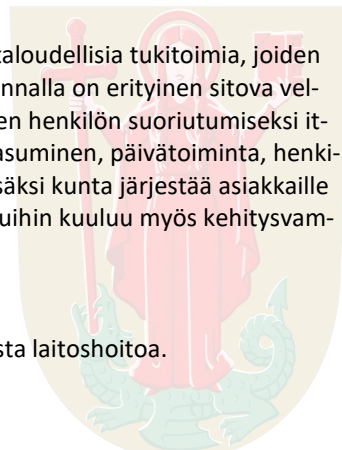 taloudellisia tukitoimia, joiden
nnalla on erityinen sitova vel-
en henkilön suoriutumiseksi it-
asuminen, päivätoiminta, henki-
säksi kunta järjestää asiakkaille
uihin kuuluu myös kehitysvam-
sta laitoshoitoa.